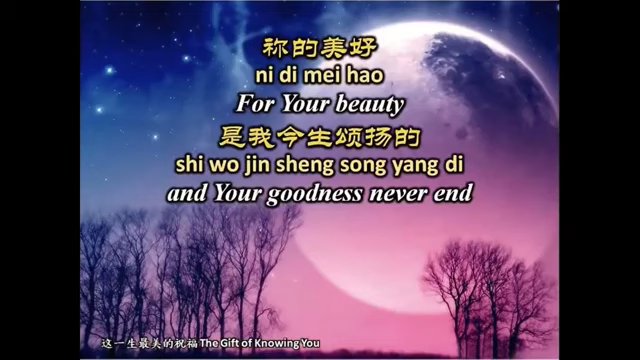 祢的美好
ni di mei hao
For Your beauty
是我今生颂扬的
shi wo jin sheng song yang di
and Your goodness never end
这一生最美的祝福 The Gift of Knowing You